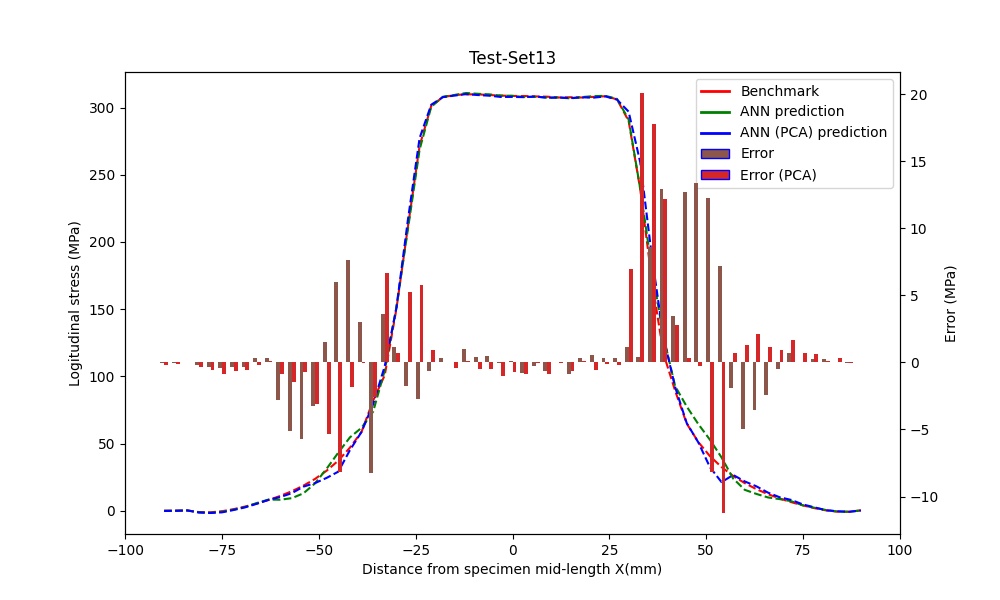 Test-Set13
Benchmark
ANN prediction
ANN (PCA) prediction
Error
Error (PCA)
Logitudinal stress (MPa)
300
250
200
150
100
50
0
20
15
10
5
0
−5
−10
Error (MPa)
−100 −75 −50 −25 0 25 50 75 100
Distance from specimen mid-length X(mm)